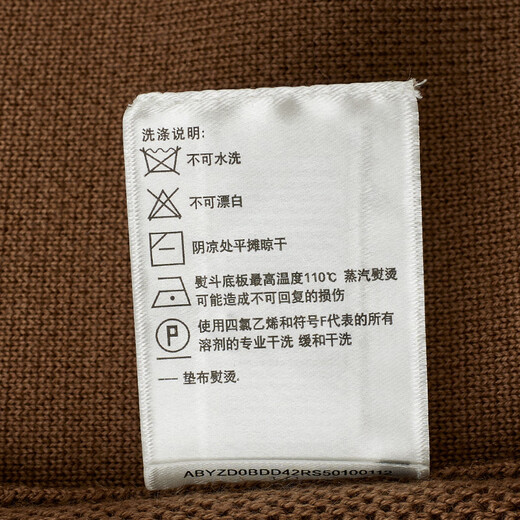 洗涤说明:
不可水洗
不可漂白
阴凉处平摊晾干
熨斗底板最高温度110℃ 蒸汽熨烫
可能造成不可回复的损伤
P 使用四氯乙烯和符号F代表的所有
溶剂的专业干洗 缓和干洗
— 垫布熨烫.
ABYZD0BDD42RS50100112